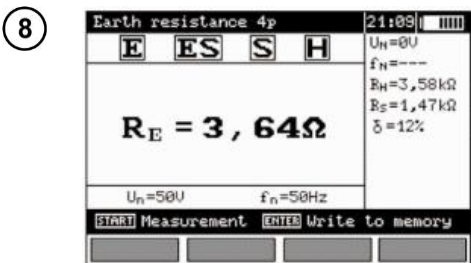 8
Earth resistance 4p 21:09
E ES S H
UN=0V
fN=---
RH=3,58kΩ
RS=1,47kΩ
δ=12%
RE = 3,64Ω
Un=50V fn=50Hz
START Measurement ENTER Write to memory